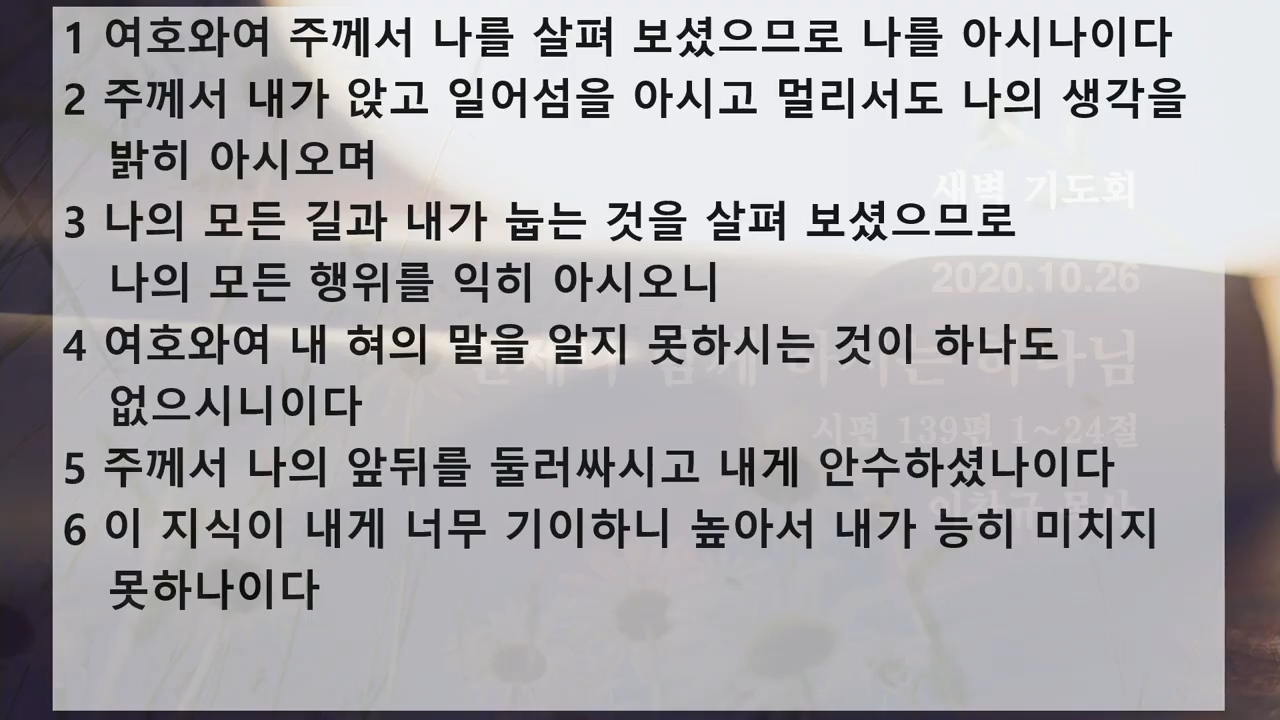 1 여호와여 주께서 나를 살펴 보셨으므로 나를 아시나이다
2 주께서 내가 앉고 일어섬을 아시고 멀리서도 나의 생각을
밝히 아시오며
3 나의 모든 길과 내가 눕는 것을 살펴 보셨으므로
나의 모든 행위를 익히 아시오니
4 여호와여 내 혀의 말을 알지 못하시는 것이 하나도
없으시니이다
5 주께서 나의 앞뒤를 둘러싸시고 내게 안수하셨나이다
6 이 지식이 내게 너무 기이하니 높아서 내가 능히 미치지
못하나이다
새벽 기도회
2020.10.26
함께 하시는 하나님
시편 139편 1~24절